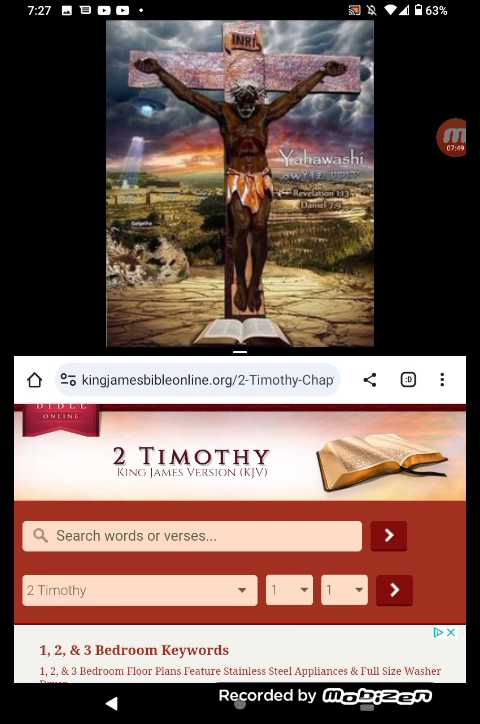 7:27
63%
INRI
07:49
Yahawashi
Revelation 1:13
Daniel 7:9
Golgotha
kingjamesbibleonline.org/2-Timothy-Chap
:D
BIBLE
ONLINE
2 TIMOTHY
KING JAMES VERSION (KJV)
Search words or verses...
2 Timothy
1
1
1, 2, & 3 Bedroom Keywords
1, 2, & 3 Bedroom Floor Plans Feature Stainless Steel Appliances & Full Size Washer
Recorded by Mobizen